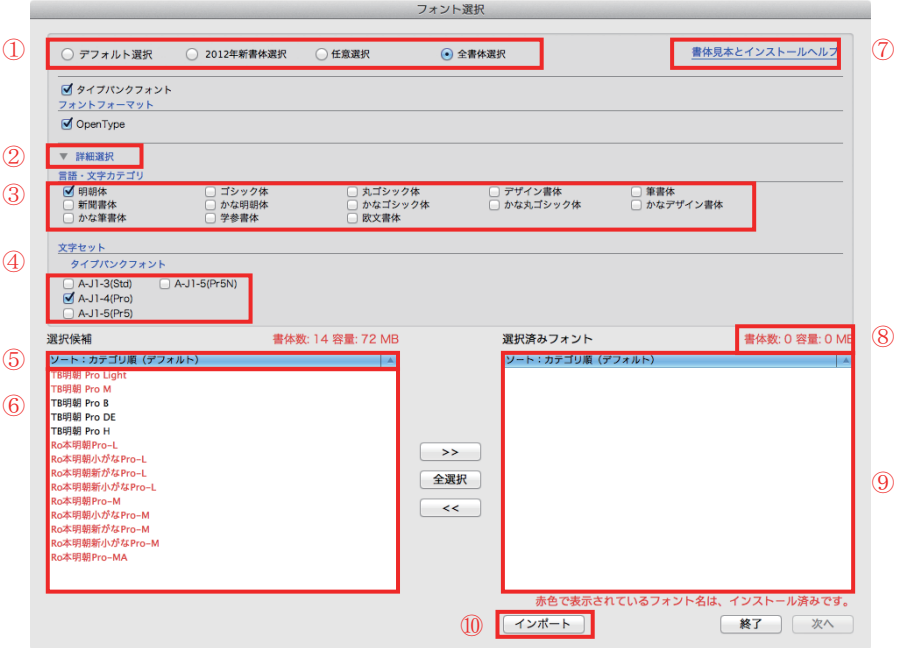 フォント選択
① デフォルト選択 2012年新書体選択 任意選択 全書体選択 書体見本とインストールヘルプ ⑦
タイプバンクフォント
フォントフォーマット
OpenType
② ▼ 詳細選択
言語・文字カテゴリ
③ 明朝体 ゴシック体 丸ゴシック体 デザイン書体 筆書体
新聞書体 かな明朝体 かなゴシック体 かな丸ゴシック体 かなデザイン書体
かな筆書体 学参書体 欧文書体
文字セット
④ タイプバンクフォント
A-J1-3(Std) A-J1-5(Pr5N)
A-J1-4(Pro)
A-J1-5(Pr5)
選択候補 書体数: 14 容量: 72 MB 選択済みフォント 書体数: 0 容量: 0 MB ⑧
⑤ ソート：カテゴリ順（デフォルト） ▲ ソート：カテゴリ順（デフォルト） ▲
TB明朝 Pro Light
TB明朝 Pro M
⑥ TB明朝 Pro B
TB明朝 Pro DE
TB明朝 Pro H
Ro本明朝Pro-L
Ro本明朝小がなPro-L
Ro本明朝新がなPro-L
Ro本明朝新小がなPro-L
Ro本明朝Pro-M
Ro本明朝小がなPro-M
Ro本明朝新がなPro-M
Ro本明朝新小がなPro-M
Ro本明朝Pro-MA
>>
全選択
<<
⑨
赤色で表示されているフォント名は、インストール済みです。
⑩ インポート 終了 次へ